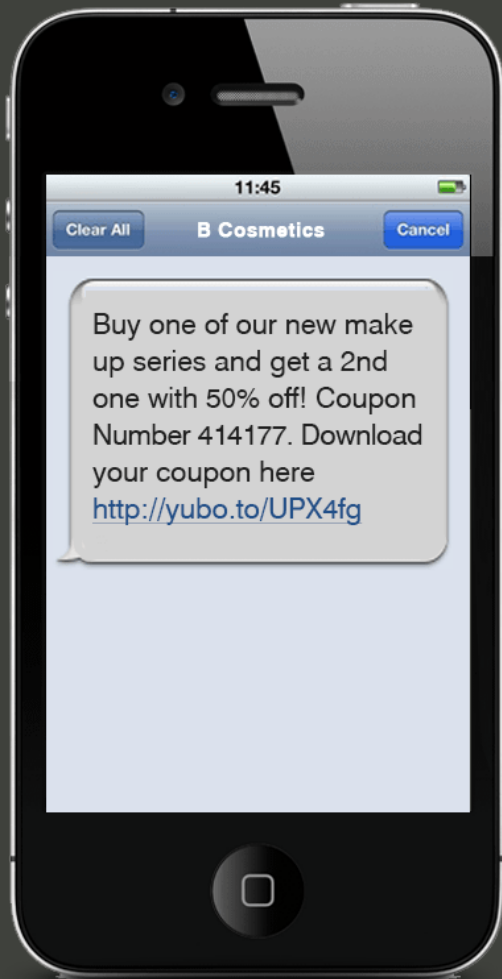 11:45
Clear All B Cosmetics Cancel
Buy one of our new make
up series and get a 2nd
one with 50% off! Coupon
Number 414177. Download
your coupon here
http://yubo.to/UPX4fg